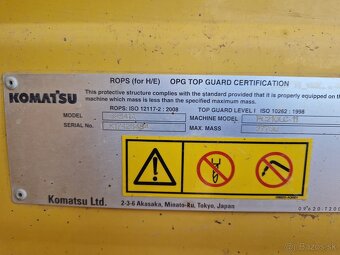 ROPS (for H/E) OPG TOP GUARD CERTIFICATION
This protective structure complies with the standard provided that it is properly equipped on the
machine which mass is less than the specified maximum mass.
ROPS: ISO 12117-2 : 2008 TOP GUARD LEVEL I ISO 10262 : 1998
KOMATSU
MODEL MACHINE MODEL
SERIAL NO. MAX. MASS
Komatsu Ltd.
2-3-6 Akasaka, Minato-Ru, Tokyo, Japan